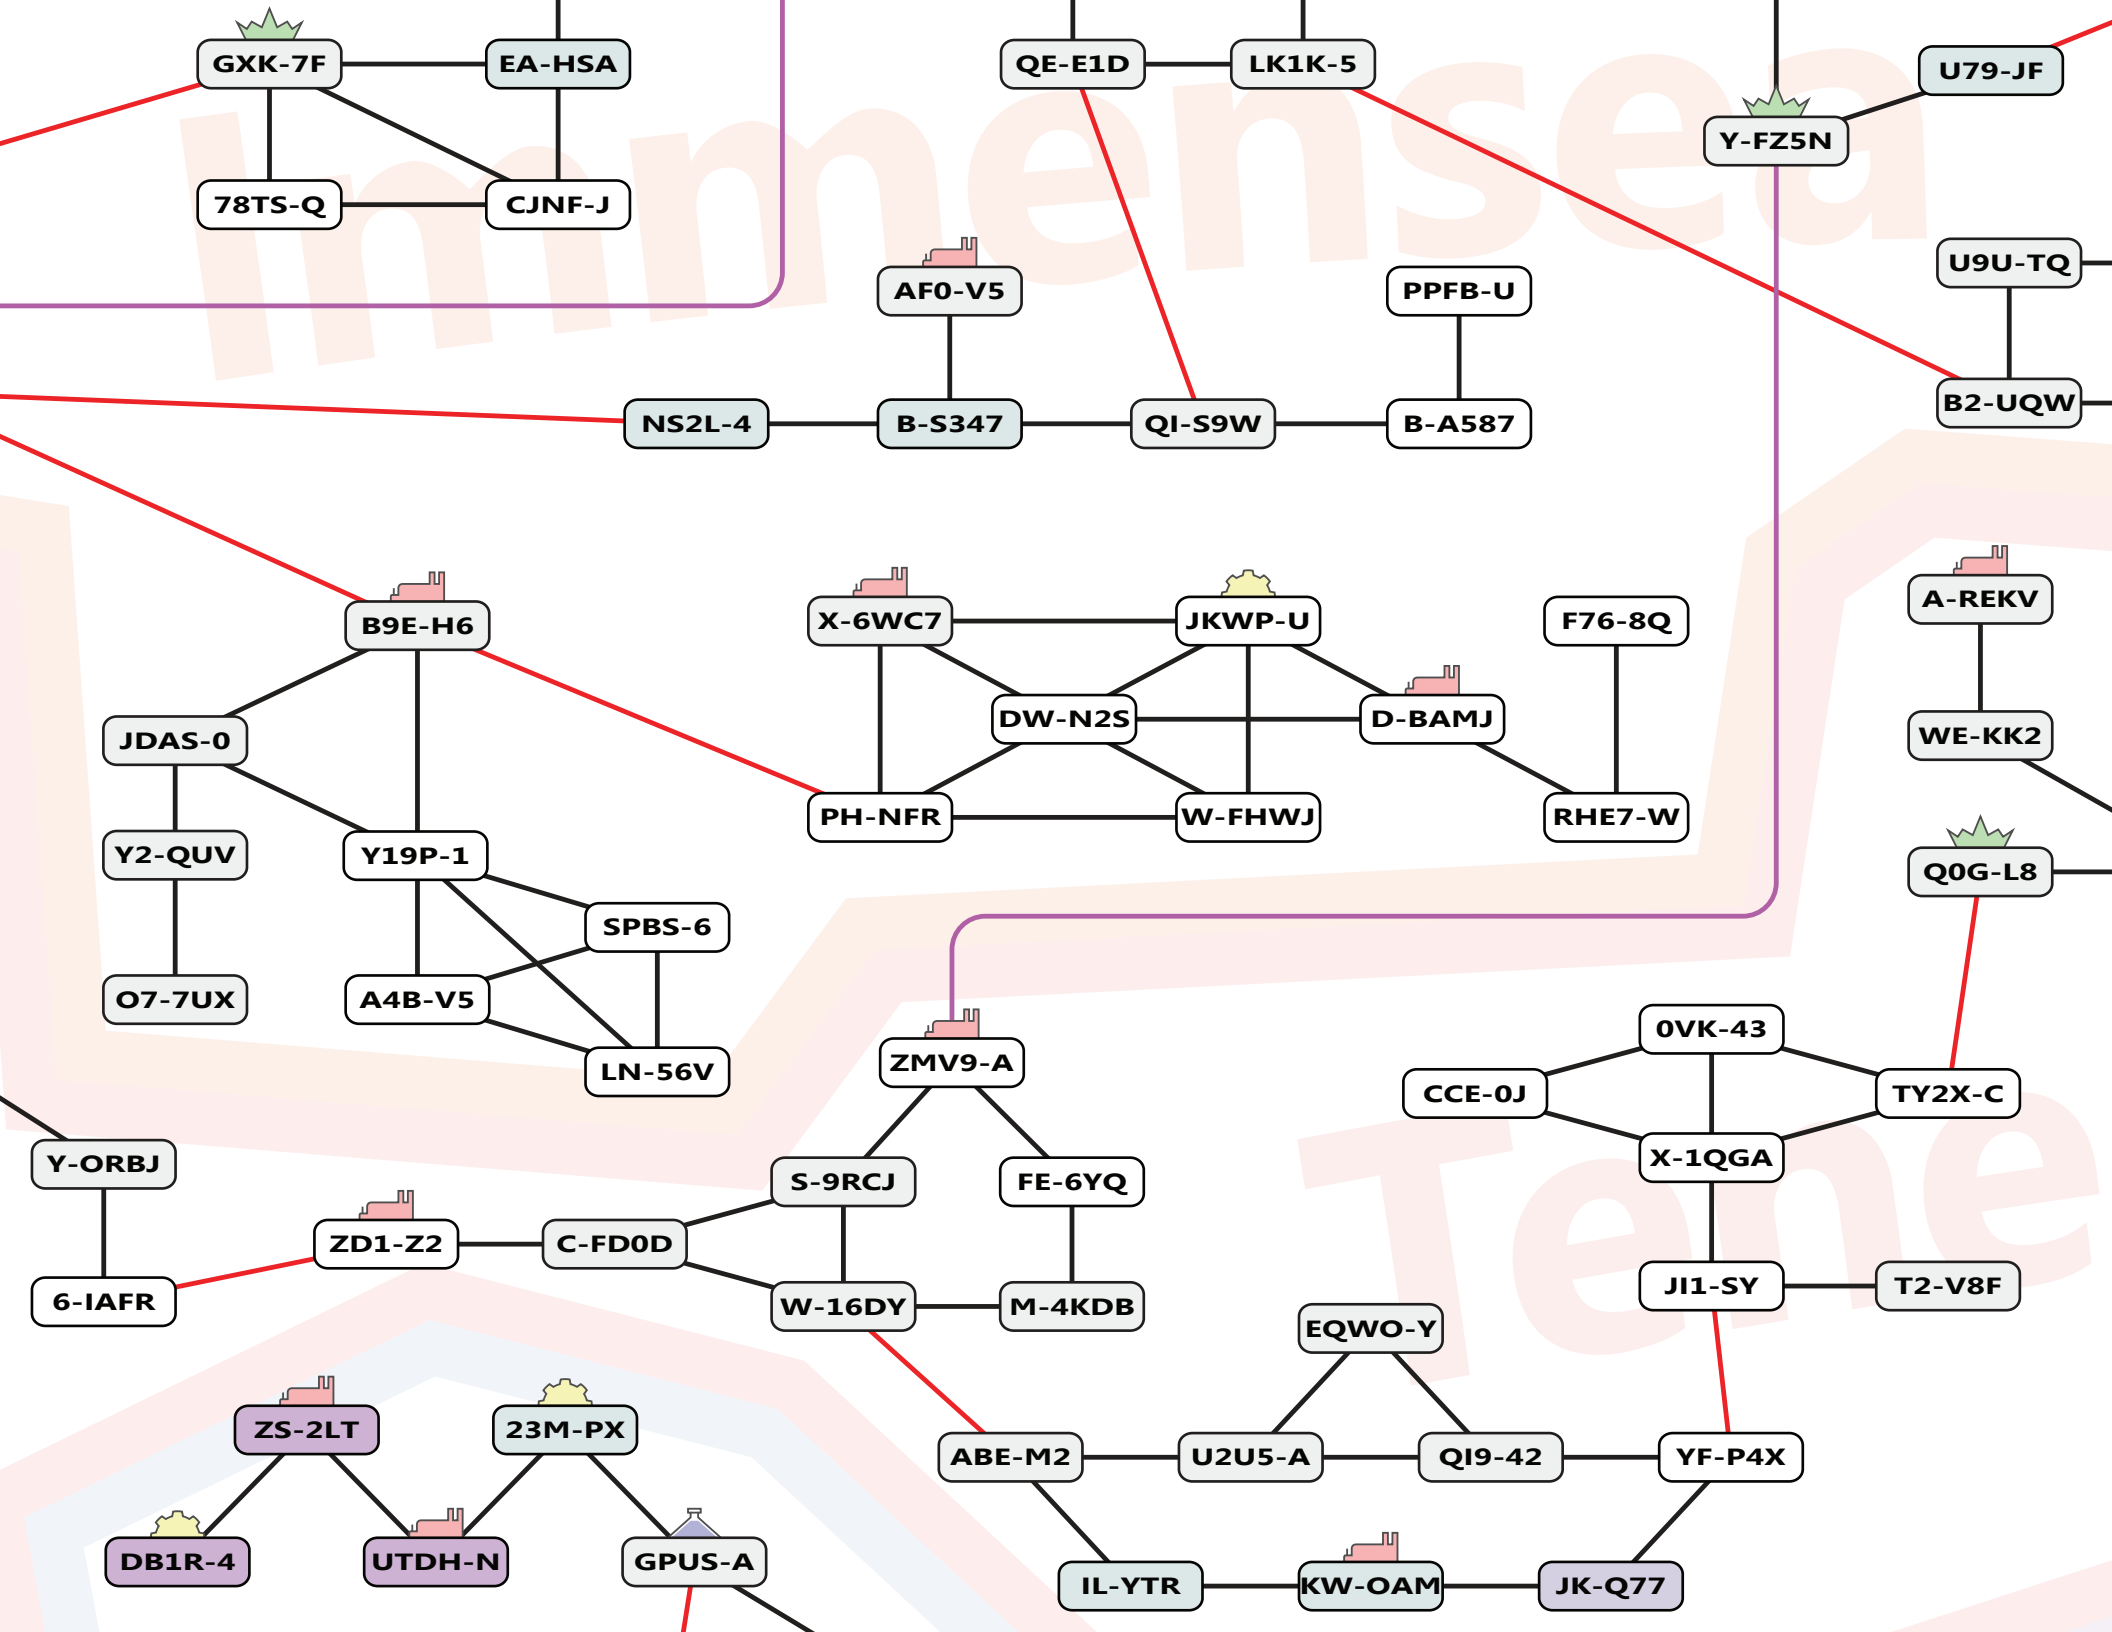 GXK-7F
EA-HSA
QE-E1D
LK1K-5
U79-JF
Y-FZ5N
Immensea
78TS-Q
CJNF-J
AF0-V5
PPFB-U
U9U-TQ
NS2L-4
B-S347
QI-S9W
B-A587
B2-UQW
B9E-H6
X-6WC7
JKWP-U
F76-8Q
A-REKV
JDAS-0
DW-N2S
D-BAMJ
WE-KK2
Y2-QUV
Y19P-1
PH-NFR
W-FHWJ
RHE7-W
Q0G-L8
SPBS-6
O7-7UX
A4B-V5
LN-56V
ZMV9-A
0VK-43
CCE-0J
TY2X-C
Y-ORBJ
S-9RCJ
FE-6YQ
X-1QGA
Tene
ZD1-Z2
C-FD0D
6-IAFR
W-16DY
M-4KDB
JI1-SY
T2-V8F
EQWO-Y
ZS-2LT
23M-PX
ABE-M2
U2U5-A
QI9-42
YF-P4X
DB1R-4
UTDH-N
GPUS-A
IL-YTR
KW-OAM
JK-Q77